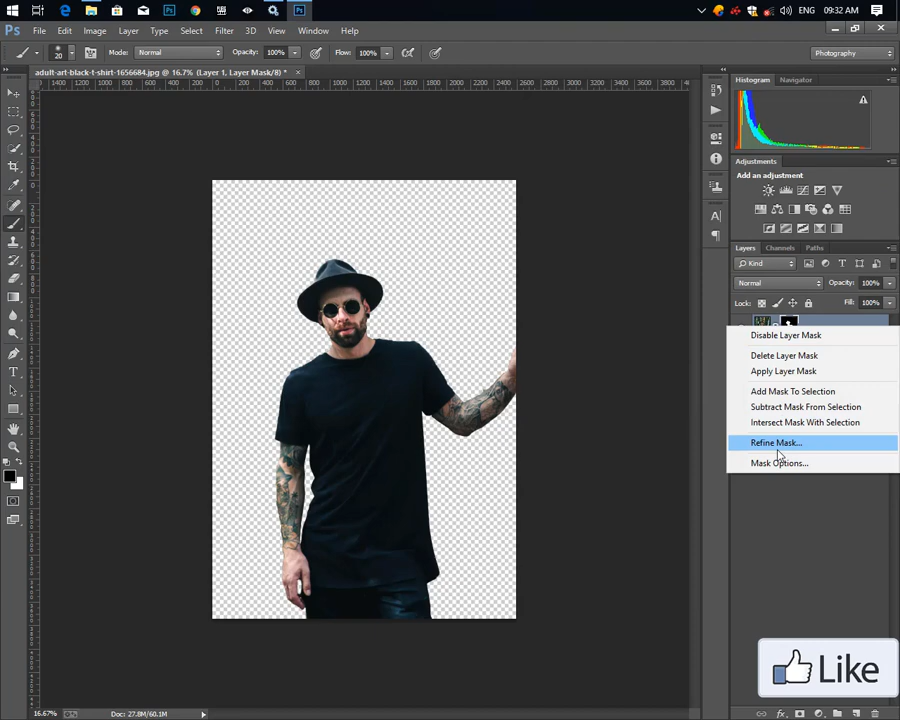 ENG 09:32 AM
Ps File Edit Image Layer Type Select Filter 3D View Window Help
20 Mode: Normal Opacity: 100% Flow: 100% Photography
adult-art-black-t-shirt-1656684.jpg @ 16.7% (Layer 1, Layer Mask/8) *
Histogram Navigator
Adjustments
Add an adjustment
Layers Channels Paths
Kind
Normal Opacity: 100%
Lock: Fill: 100%
Disable Layer Mask
Delete Layer Mask
Apply Layer Mask
Add Mask To Selection
Subtract Mask From Selection
Intersect Mask With Selection
Refine Mask...
Mask Options...
Like
16.67% Doc: 27.8M/60.1M